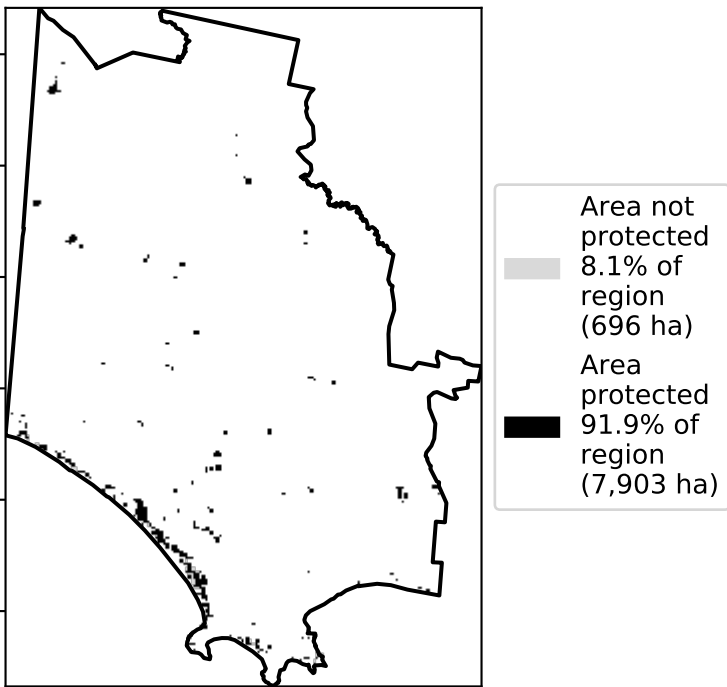 Area not
protected
8.1% of
region
(696 ha)
Area
protected
91.9% of
region
(7,903 ha)